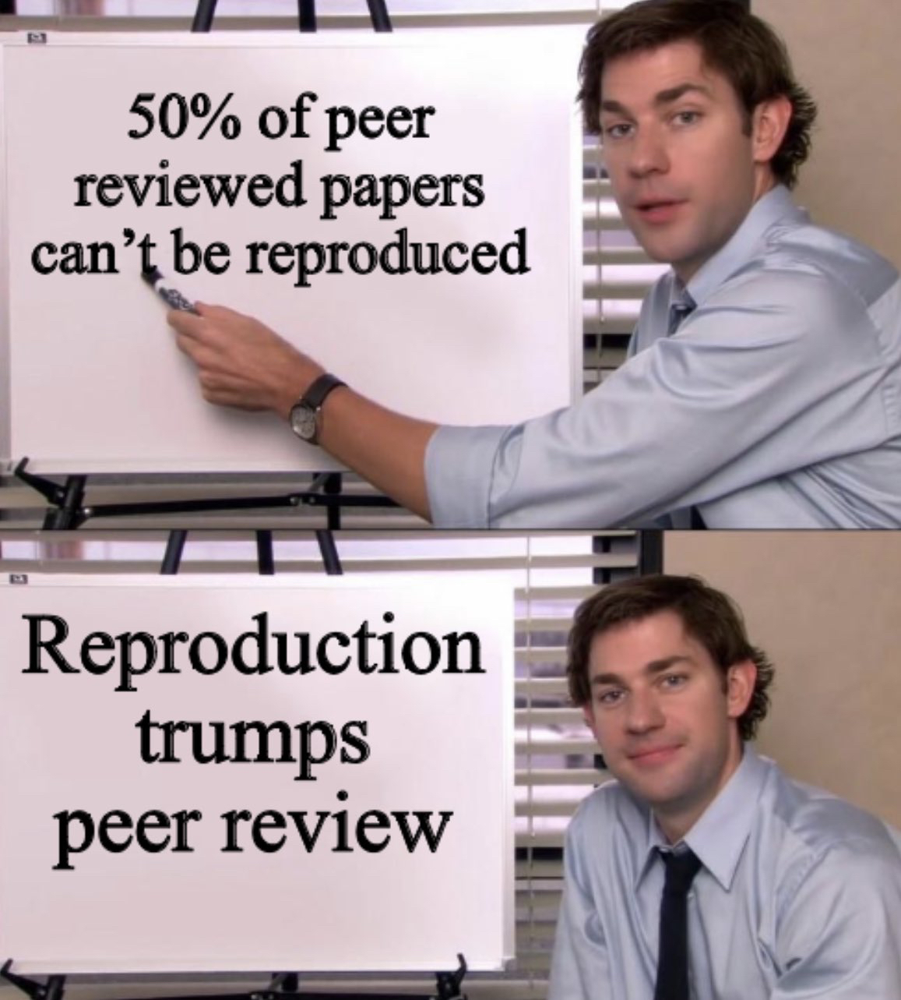 50% of peer
reviewed papers
can’t be reproduced
Reproduction
trumps
peer review